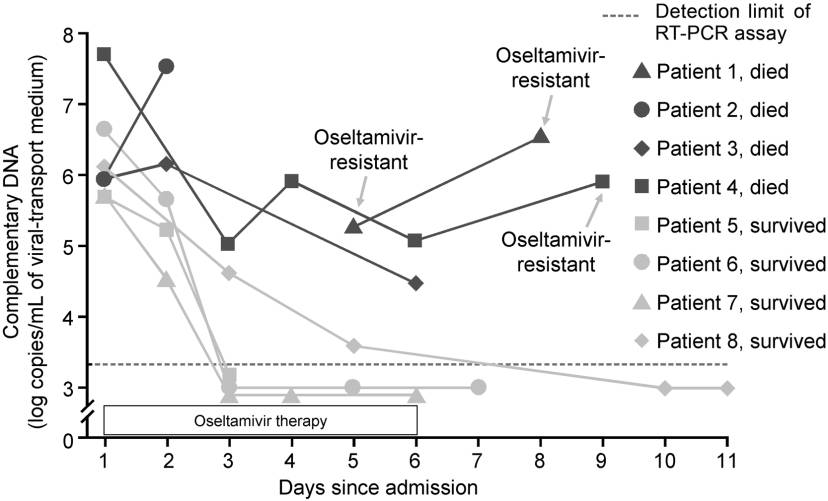 Complementary DNA
(log copies/mL of viral-transport medium)
8
7
6
5
4
3
0
Oseltamivir-
resistant
Oseltamivir-
resistant
Oseltamivir-
resistant
Oseltamivir therapy
1 2 3 4 5 6 7 8 9 10 11
Days since admission
Detection limit of
RT-PCR assay
Patient 1, died
Patient 2, died
Patient 3, died
Patient 4, died
Patient 5, survived
Patient 6, survived
Patient 7, survived
Patient 8, survived